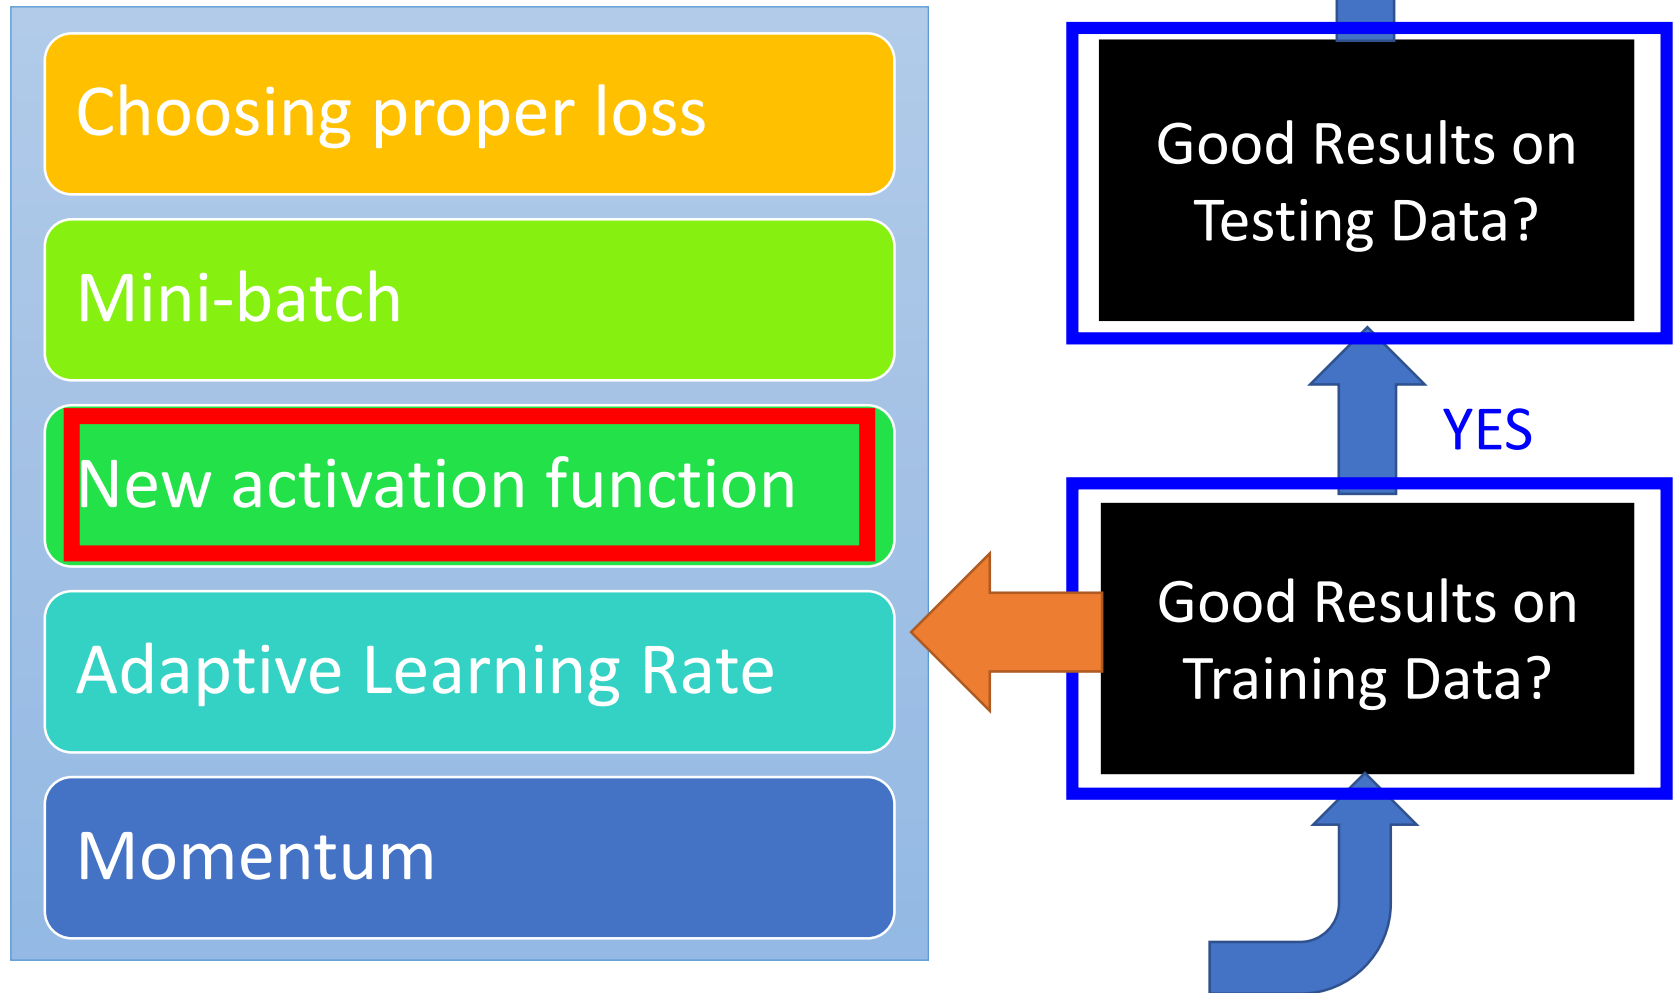 Choosing proper loss
Mini-batch
New activation function
Adaptive Learning Rate
Momentum
Good Results on
Testing Data?
YES
Good Results on
Training Data?